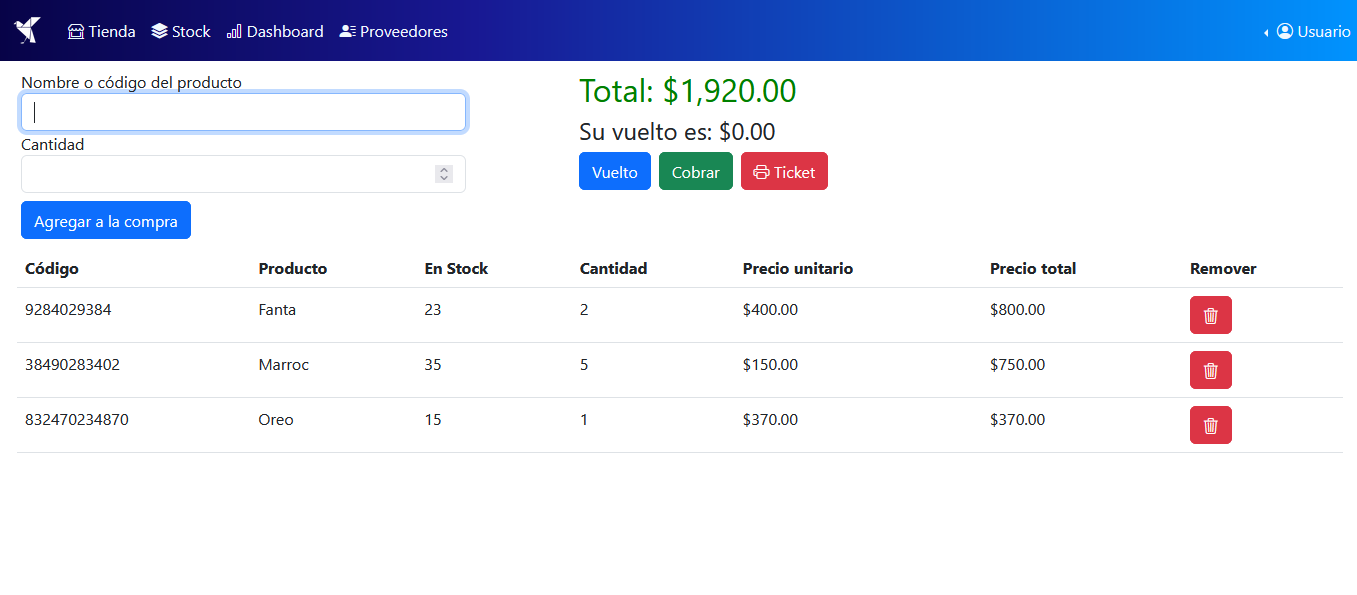 Tienda Stock Dashboard Proveedores Usuario
Nombre o código del producto
Cantidad
Agregar a la compra
Total: $1,920.00
Su vuelto es: $0.00
Vuelto Cobrar Ticket
Código Producto En Stock Cantidad Precio unitario Precio total Remover
9284029384 Fanta 23 2 $400.00 $800.00
38490283402 Marroc 35 5 $150.00 $750.00
832470234870 Oreo 15 1 $370.00 $370.00